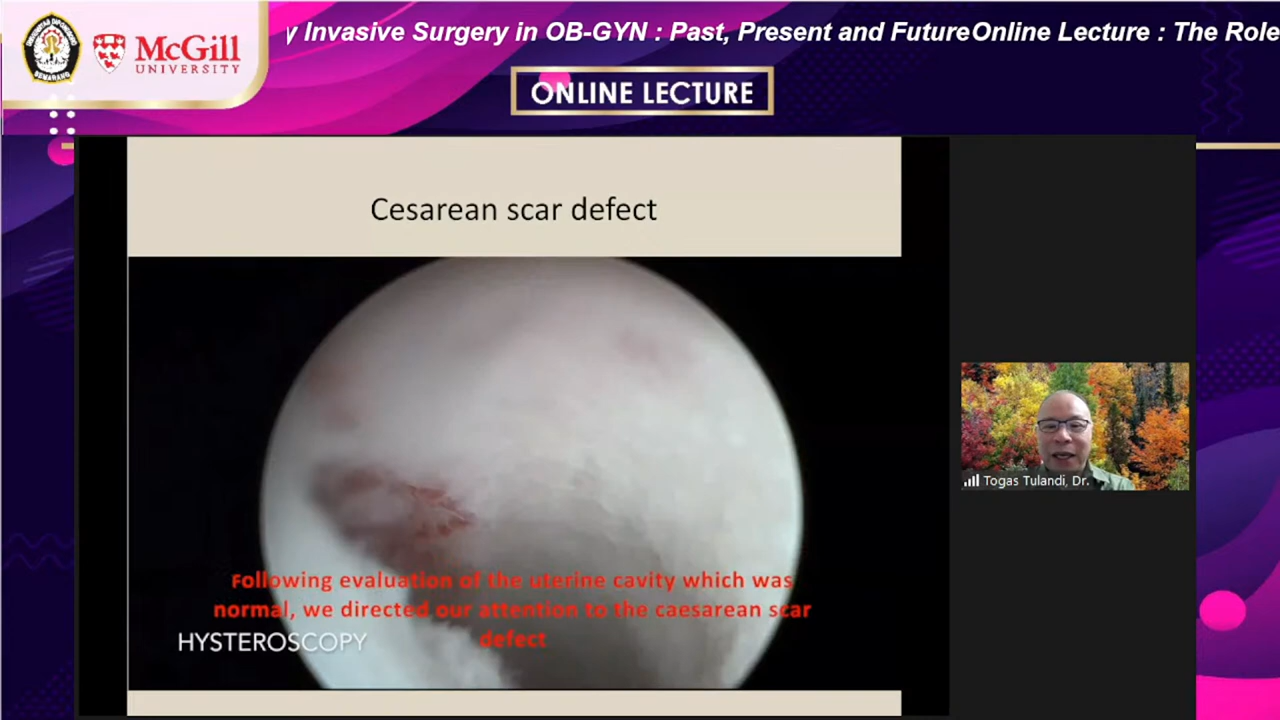 McGill
UNIVERSITY
y Invasive Surgery in OB-GYN : Past, Present and FutureOnline Lecture : The Role
ONLINE LECTURE
Cesarean scar defect
Following evaluation of the uterine cavity which was
normal, we directed our attention to the caesarean scar
defect
HYSTEROSCOPY
Togas Tulandi, Dr.
SEMARANG